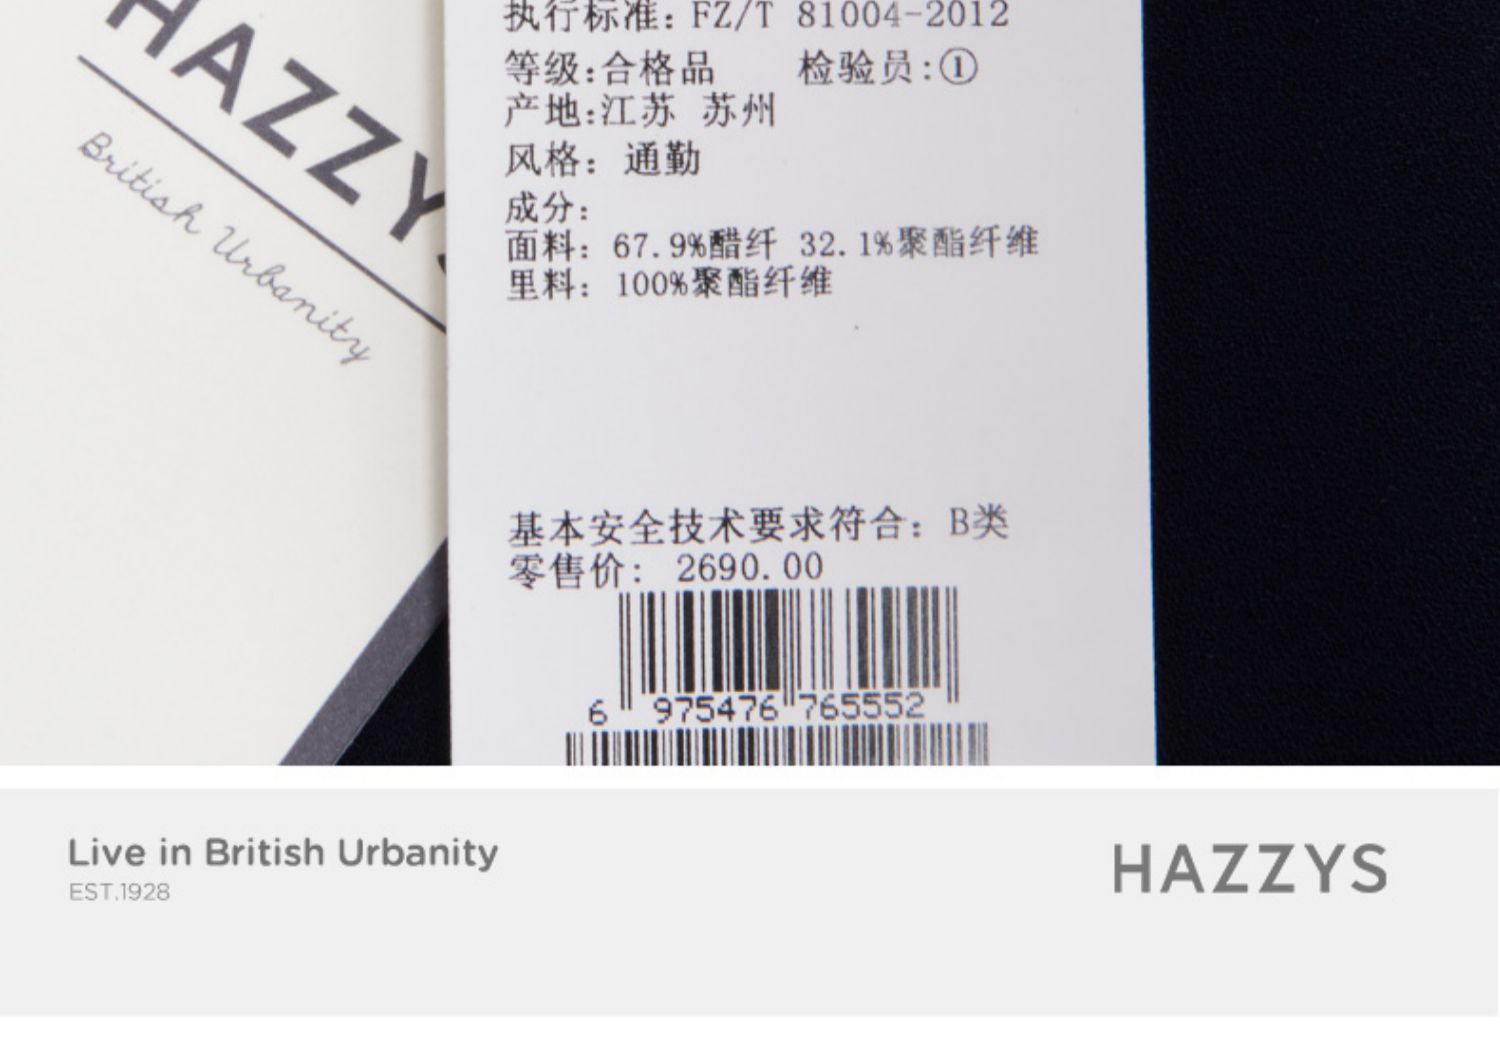 HAZZYS
British Urbanity
执行标准: FZ/T 81004-2012
等级:合格品 检验员:①
产地:江苏 苏州
风格: 通勤
成分:
面料: 67.9%醋纤 32.1%聚酯纤维
里料: 100%聚酯纤维
基本安全技术要求符合: B类
零售价: 2690.00
6 975476 765552
Live in British Urbanity
EST.1928
HAZZYS